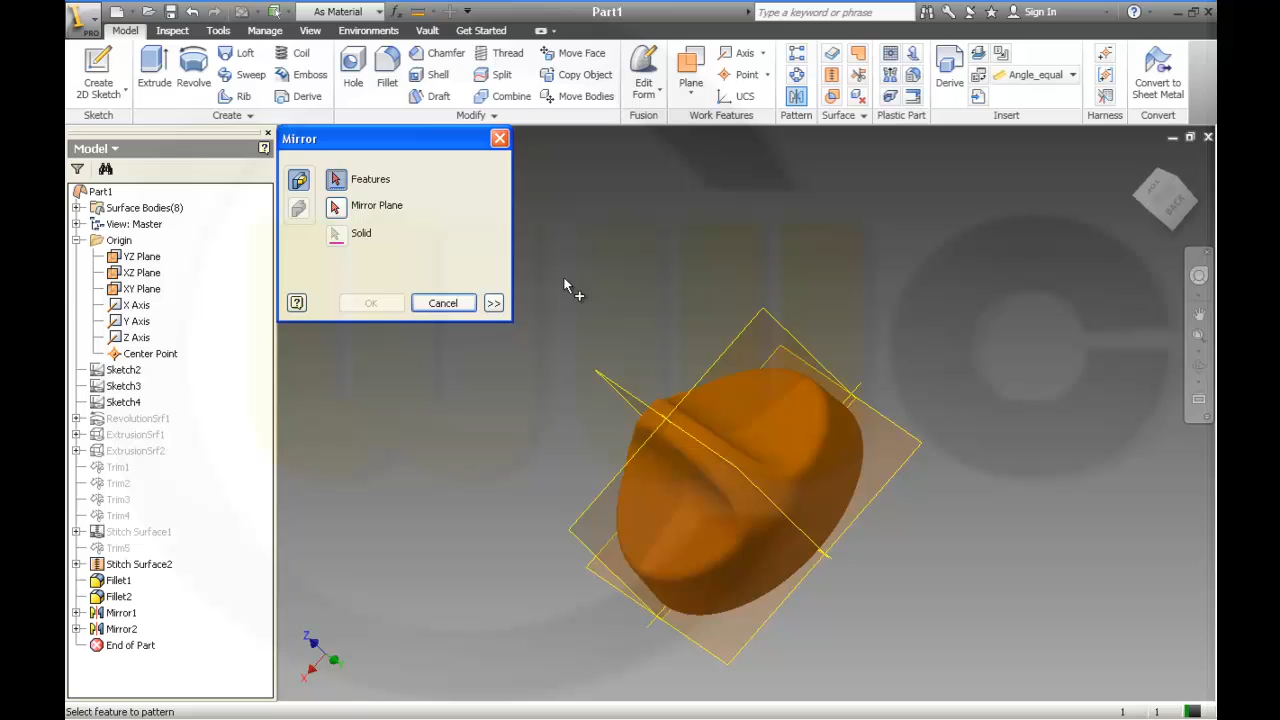 As Material
Part1
Type a keyword or phrase
Sign In
PRO
Model
Inspect
Tools
Manage
View
Environments
Vault
Get Started
Create
2D Sketch
Extrude
Revolve
Loft
Sweep
Rib
Coil
Emboss
Derive
Hole
Fillet
Chamfer
Shell
Draft
Thread
Split
Combine
Move Face
Copy Object
Move Bodies
Edit
Form
Plane
Axis
Point
UCS
Derive
Angle_equal
Convert to
Sheet Metal
Sketch
Create
Modify
Fusion
Work Features
Pattern
Surface
Plastic Part
Insert
Harness
Convert
Model
Part1
Surface Bodies(8)
View: Master
Origin
YZ Plane
XZ Plane
XY Plane
X Axis
Y Axis
Z Axis
Center Point
Sketch2
Sketch3
Sketch4
RevolutionSrf1
ExtrusionSrf1
ExtrusionSrf2
Trim1
Trim2
Trim3
Trim4
Stitch Surface1
Trim5
Stitch Surface2
Fillet1
Fillet2
Mirror1
Mirror2
End of Part
Mirror
Features
Mirror Plane
Solid
OK
Cancel
>>
BACK
Z
X
Y
Select feature to pattern
1
1